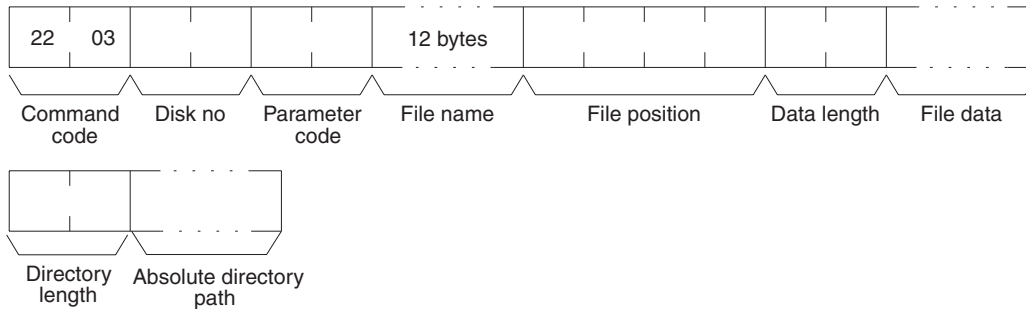 22 03 12 bytes
Command code Disk no Parameter code File name File position Data length File data
Directory length Absolute directory path